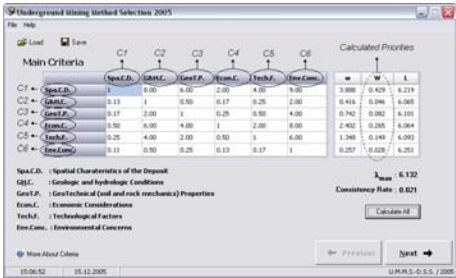 Underground Mining Method Selection 2005
File Help
Load Save
Main Criteria
C1 C2 C3 C4 C5 C6
Calculated Priorities
Spa.C.D. G&H.C. GeoT.P. Econ.C. Tech.F. Env.Conc. w W L
C1 Spa.C.D. 1 8.00 6.00 2.00 4.00 9.00 3.888 0.429 6.219
C2 G&H.C. 0.13 1 0.50 0.17 0.25 2.00 0.416 0.046 6.065
C3 GeoT.P. 0.17 2.00 1 0.25 0.50 4.00 0.742 0.082 6.101
C4 Econ.C. 0.50 6.00 4.00 1 2.00 8.00 2.402 0.265 6.064
C5 Tech.F. 0.25 4.00 2.00 0.50 1 6.00 1.348 0.149 6.093
C6 Env.Conc. 0.11 0.50 0.25 0.13 0.17 1 0.257 0.028 6.251
Spa.C.D. : Spatial Charateristics of the Deposit
G&H.C. : Geologic and hydrologic Conditions
GeoT.P. : GeoTechnical (soil and rock mechanics) Properties
Econ.C. : Economic Considerations
Tech.F. : Technological Factors
Env.Conc. : Environmental Concerns
λmax : 6.132
Consistency Rate : 0.021
Calculate All
More About Criteria
Previous Next
15:06:52 15.12.2005 U.M.M.S.-D.S.S. / 2005